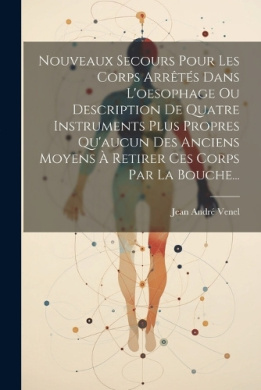 Nouveaux Secours Pour Les
Corps Arrêtés Dans
L'oesophage Ou
Description De Quatre
Instruments Plus Propres
Qu'aucun Des Anciens
Moyens À Retirer Ces Corps
Par La Bouche...
Jean André Venel